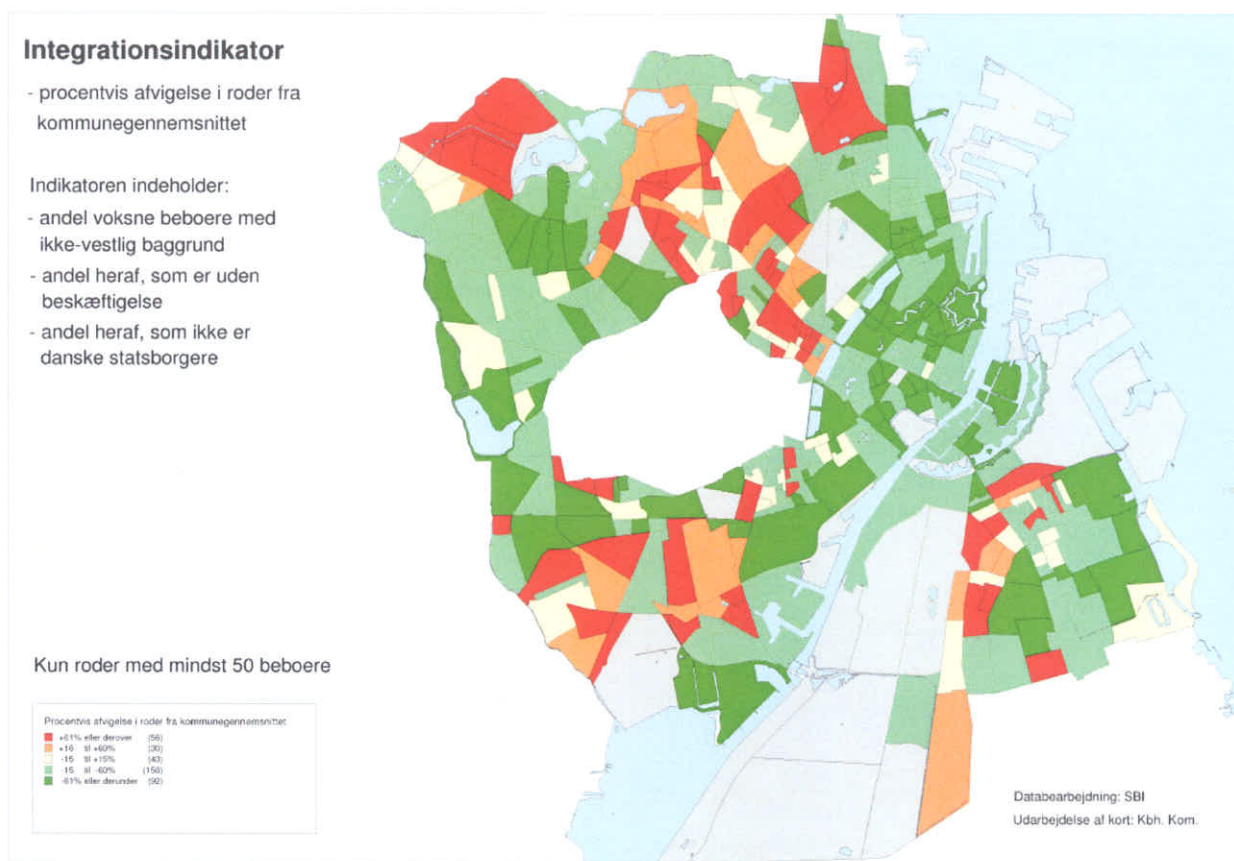 Integrationsindikator
- procentvis afvigelse i roder fra
kommunegennemsnittet
Indikatoren indeholder:
- andel voksne beboere med
ikke-vestlig baggrund
- andel heraf, som er uden
beskæftigelse
- andel heraf, som ikke er
danske statsborgere
Kun roder med mindst 50 beboere
Procentvis afvigelse i roder fra kommunegennemsnittet
+61% eller derover (56)
+16 til +60% (30)
-15 til +15% (43)
-15 til -60% (158)
-61% eller derunder (92)
Databearbejdning: SBI
Udarbejdelse af kort: Kbh. Kom.